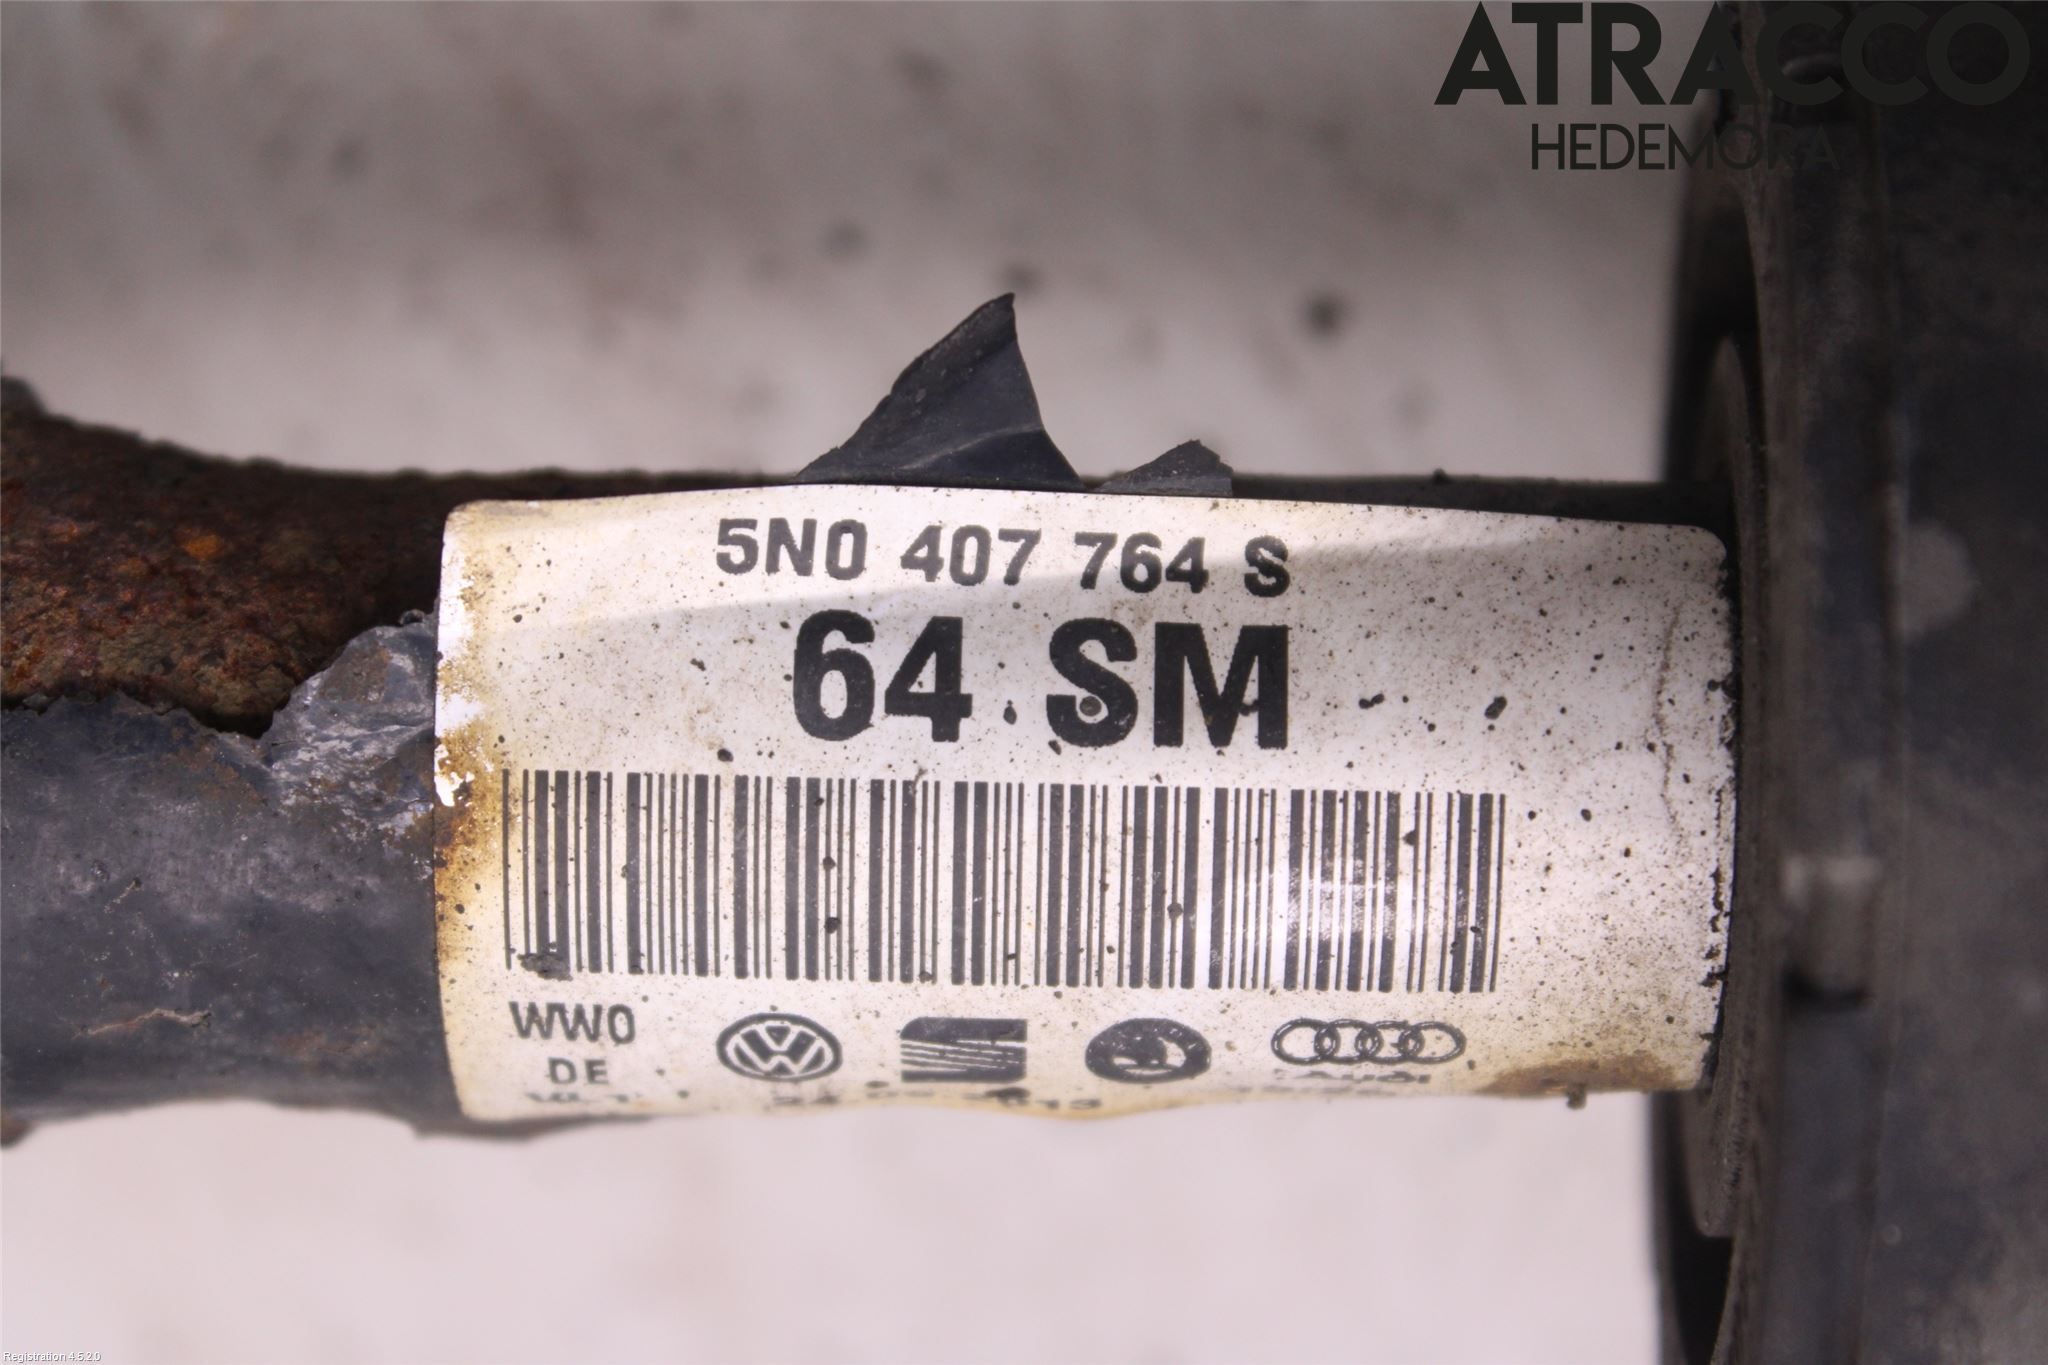 ATRACCO
HEDEMORA
5N0 407 764 S
64 SM
WW0
DE
Registration 4.5.2.0